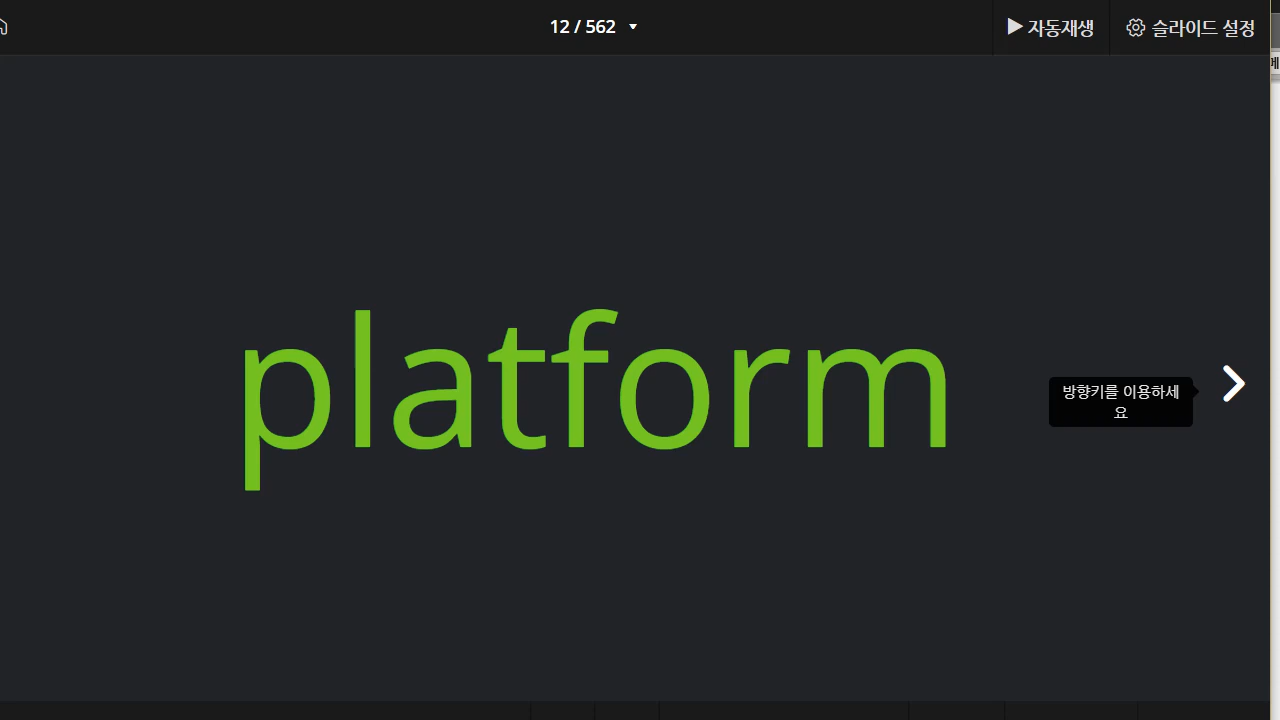 12 / 562
▶ 자동재생
슬라이드 설정
platform
방향키를 이용하세
요